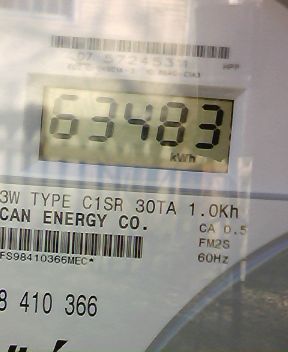 63483
kWh
3W TYPE C1SR 30TA 1.0Kh
CAN ENERGY CO.
CA 0.5
FM2S
60Hz
FS98410366MEC*
8 410 366